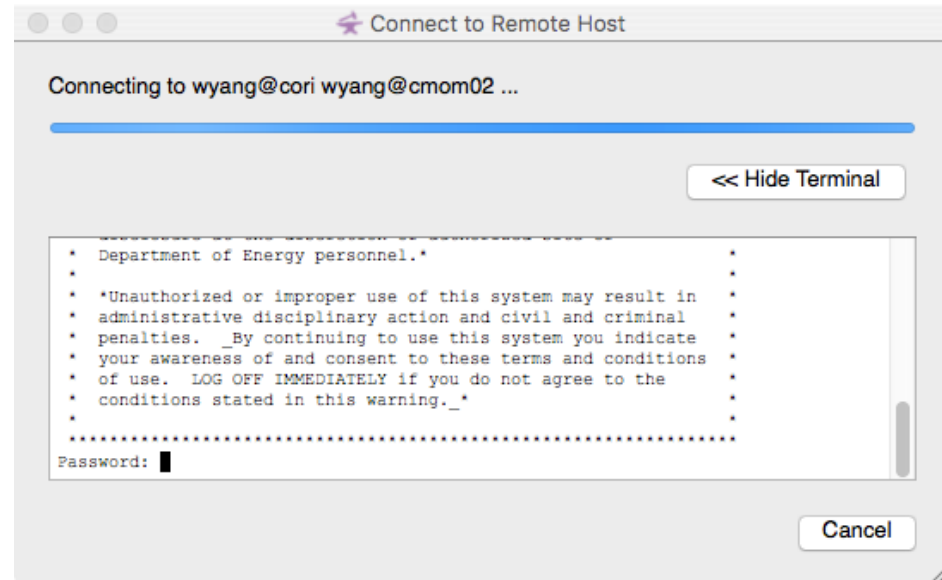 Connect to Remote Host
Connecting to wyang@cori wyang@cmom02 ...
<< Hide Terminal
* Department of Energy personnel.* *
* *
* *Unauthorized or improper use of this system may result in *
* administrative disciplinary action and civil and criminal *
* penalties. _By continuing to use this system you indicate *
* your awareness of and consent to these terms and conditions *
* of use. LOG OFF IMMEDIATELY if you do not agree to the *
* conditions stated in this warning._* *
* *
*****************************************************************
Password:
Cancel